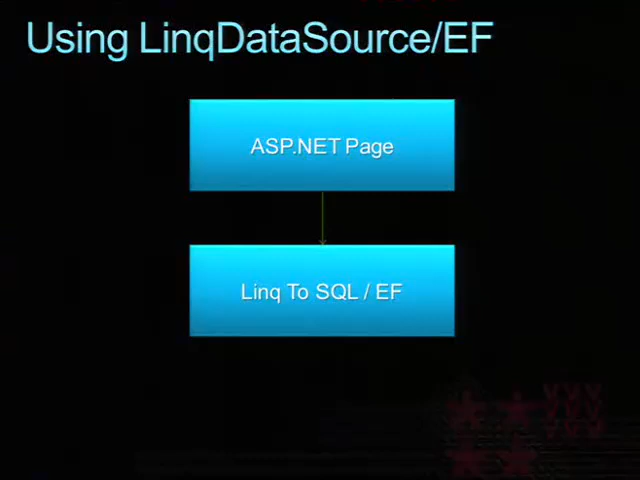 Using LinqDataSource/EF
ASP.NET Page
Linq To SQL / EF